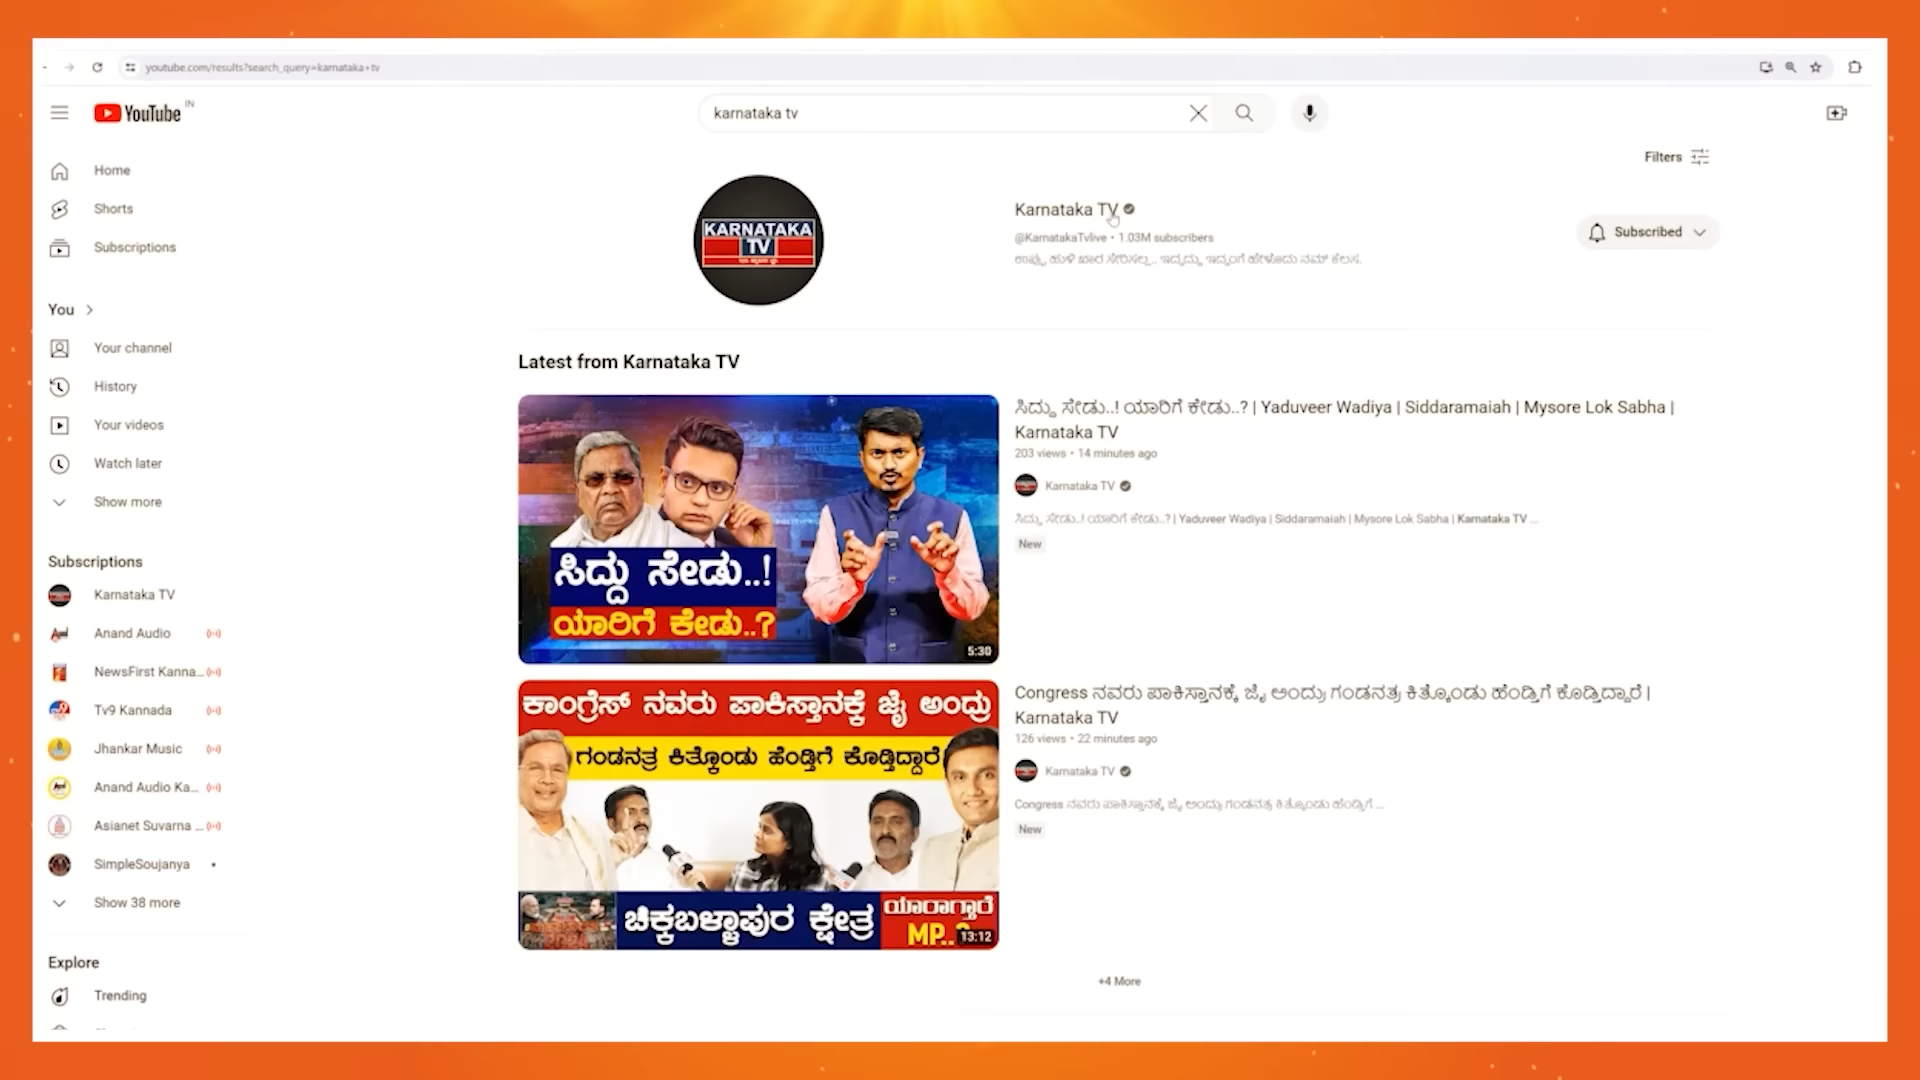 youtube.com/results?search_query=karnataka+tv
YouTube IN
karnataka tv
Filters
Home
Shorts
Subscriptions
You
Your channel
History
Your videos
Watch later
Show more
Subscriptions
Karnataka TV
Anand Audio
NewsFirst Kanna...
Tv9 Kannada
Jhankar Music
Anand Audio Ka...
Asianet Suvarna ...
SimpleSoujanya
Show 38 more
Explore
Trending
KARNATAKA
TV
Karnataka TV
@KarnatakaTvlive • 1.03M subscribers
ಉಪ್ಪು ಹುಳಿ ಖಾರ ಸೇರಿಸಲ್ಲ.. ಇದ್ದದ್ದು ಇದ್ದಂಗೆ ಹೇಳೋದು ನಮ್ ಕೆಲಸ.
Subscribed
Latest from Karnataka TV
ಸಿದ್ದು ಸೇಡು..!
ಯಾರಿಗೆ ಕೇಡು..?
5:30
ಸಿದ್ದು ಸೇಡು..! ಯಾರಿಗೆ ಕೇಡು..? | Yaduveer Wadiya | Siddaramaiah | Mysore Lok Sabha |
Karnataka TV
203 views • 14 minutes ago
Karnataka TV
ಸಿದ್ದು ಸೇಡು..! ಯಾರಿಗೆ ಕೇಡು..? | Yaduveer Wadiya | Siddaramaiah | Mysore Lok Sabha | Karnataka TV ...
New
ಕಾಂಗ್ರೆಸ್ ನವರು ಪಾಕಿಸ್ತಾನಕ್ಕೆ ಜೈ ಅಂದ್ರು
ಗಂಡನತ್ರ ಕಿತ್ಕೊಂಡು ಹೆಂಡ್ತಿಗೆ ಕೊಡ್ತಿದ್ದಾರೆ
ಚಿಕ್ಕಬಳ್ಳಾಪುರ ಕ್ಷೇತ್ರ
ಯಾರಾಗ್ತಾರೆ
MP..?
13:12
Congress ನವರು ಪಾಕಿಸ್ತಾನಕ್ಕೆ ಜೈ ಅಂದ್ರು ಗಂಡನತ್ರ ಕಿತ್ಕೊಂಡು ಹೆಂಡ್ತಿಗೆ ಕೊಡ್ತಿದ್ದಾರೆ |
Karnataka TV
126 views • 22 minutes ago
Karnataka TV
Congress ನವರು ಪಾಕಿಸ್ತಾನಕ್ಕೆ ಜೈ ಅಂದ್ರು ಗಂಡನತ್ರ ಕಿತ್ಕೊಂಡು ಹೆಂಡ್ತಿಗೆ ...
New
+4 More